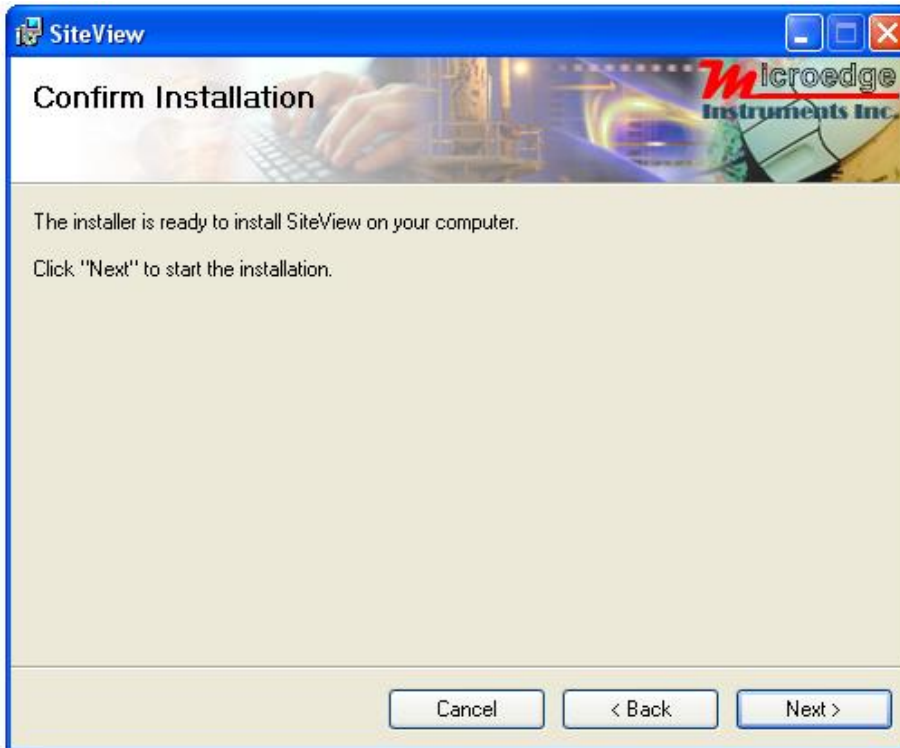 SiteView
Microedge
Instruments Inc.
Confirm Installation
The installer is ready to install SiteView on your computer.
Click "Next" to start the installation.
Cancel
< Back
Next >